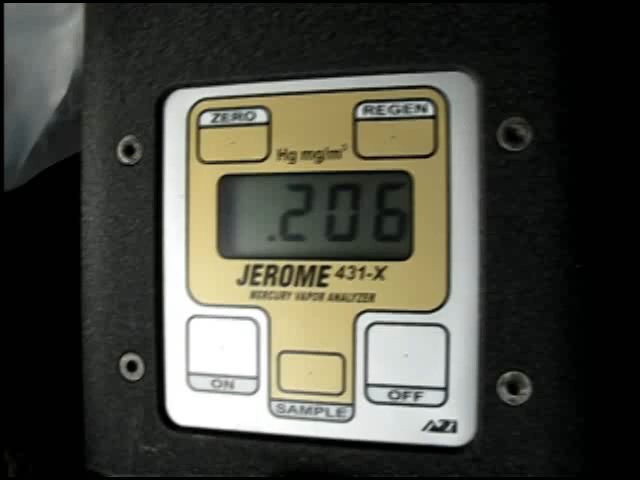 ZERO
REGEN
Hg mg/m³
.206
JEROME 431-X
MERCURY VAPOR ANALYZER
ON
OFF
SAMPLE